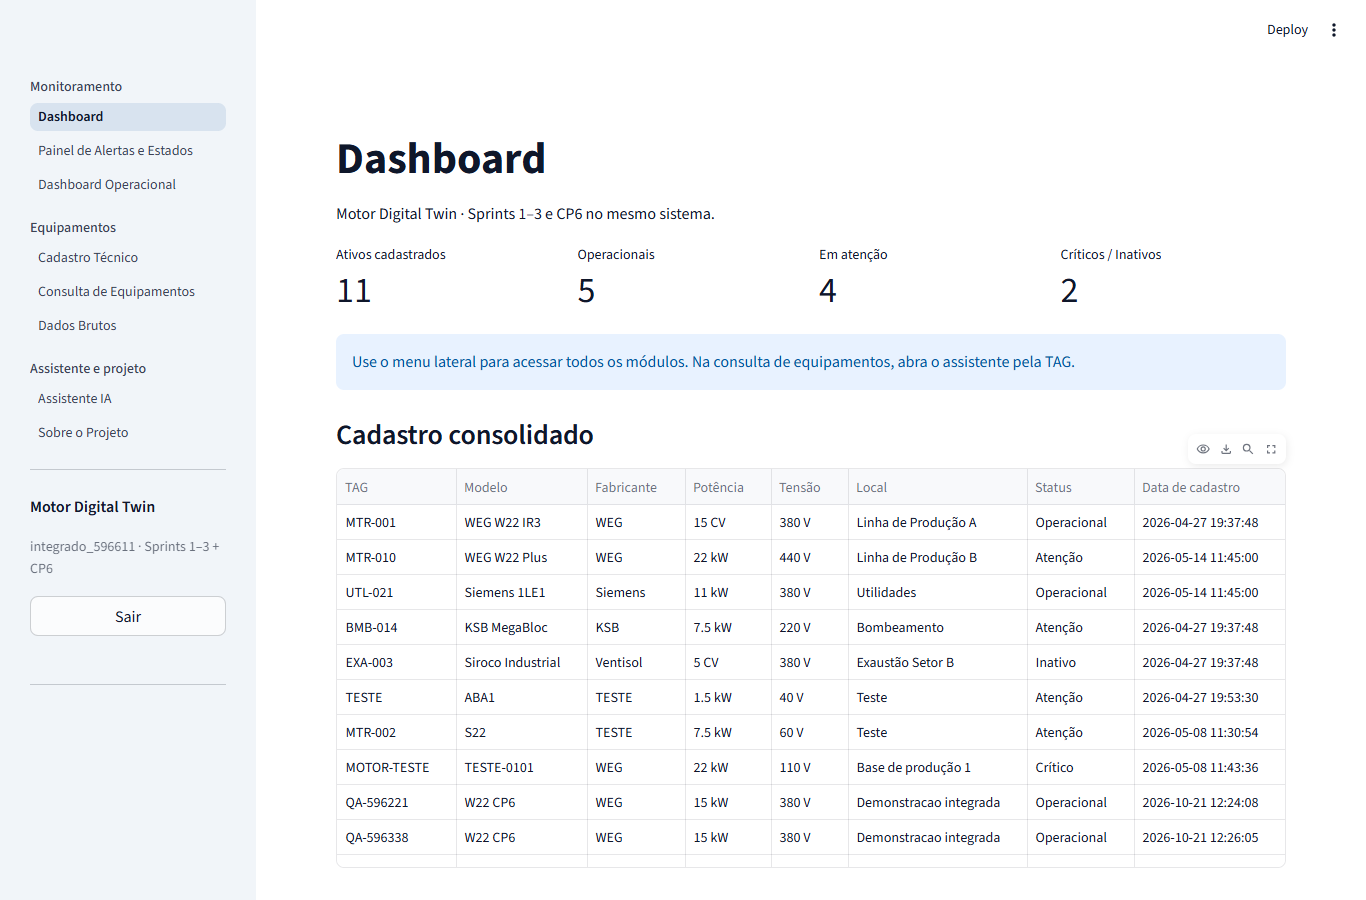 Deploy
Monitoramento
Dashboard
Painel de Alertas e Estados
Dashboard Operacional
Equipamentos
Cadastro Técnico
Consulta de Equipamentos
Dados Brutos
Assistente e projeto
Assistente IA
Sobre o Projeto
Motor Digital Twin
integrado_596611 · Sprints 1–3 +
CP6
Sair
Dashboard
Motor Digital Twin · Sprints 1–3 e CP6 no mesmo sistema.
Ativos cadastrados Operacionais Em atenção Críticos / Inativos
11 5 4 2
Use o menu lateral para acessar todos os módulos. Na consulta de equipamentos, abra o assistente pela TAG.
Cadastro consolidado
TAG Modelo Fabricante Potência Tensão Local Status Data de cadastro
MTR-001 WEG W22 IR3 WEG 15 CV 380 V Linha de Produção A Operacional 2026-04-27 19:37:48
MTR-010 WEG W22 Plus WEG 22 kW 440 V Linha de Produção B Atenção 2026-05-14 11:45:00
UTL-021 Siemens 1LE1 Siemens 11 kW 380 V Utilidades Operacional 2026-05-14 11:45:00
BMB-014 KSB MegaBloc KSB 7.5 kW 220 V Bombeamento Atenção 2026-04-27 19:37:48
EXA-003 Siroco Industrial Ventisol 5 CV 380 V Exaustão Setor B Inativo 2026-04-27 19:37:48
TESTE ABA1 TESTE 1.5 kW 40 V Teste Atenção 2026-04-27 19:53:30
MTR-002 S22 TESTE 7.5 kW 60 V Teste Atenção 2026-05-08 11:30:54
MOTOR-TESTE TESTE-0101 WEG 22 kW 110 V Base de produção 1 Crítico 2026-05-08 11:43:36
QA-596221 W22 CP6 WEG 15 kW 380 V Demonstracao integrada Operacional 2026-10-21 12:24:08
QA-596338 W22 CP6 WEG 15 kW 380 V Demonstracao integrada Operacional 2026-10-21 12:26:05